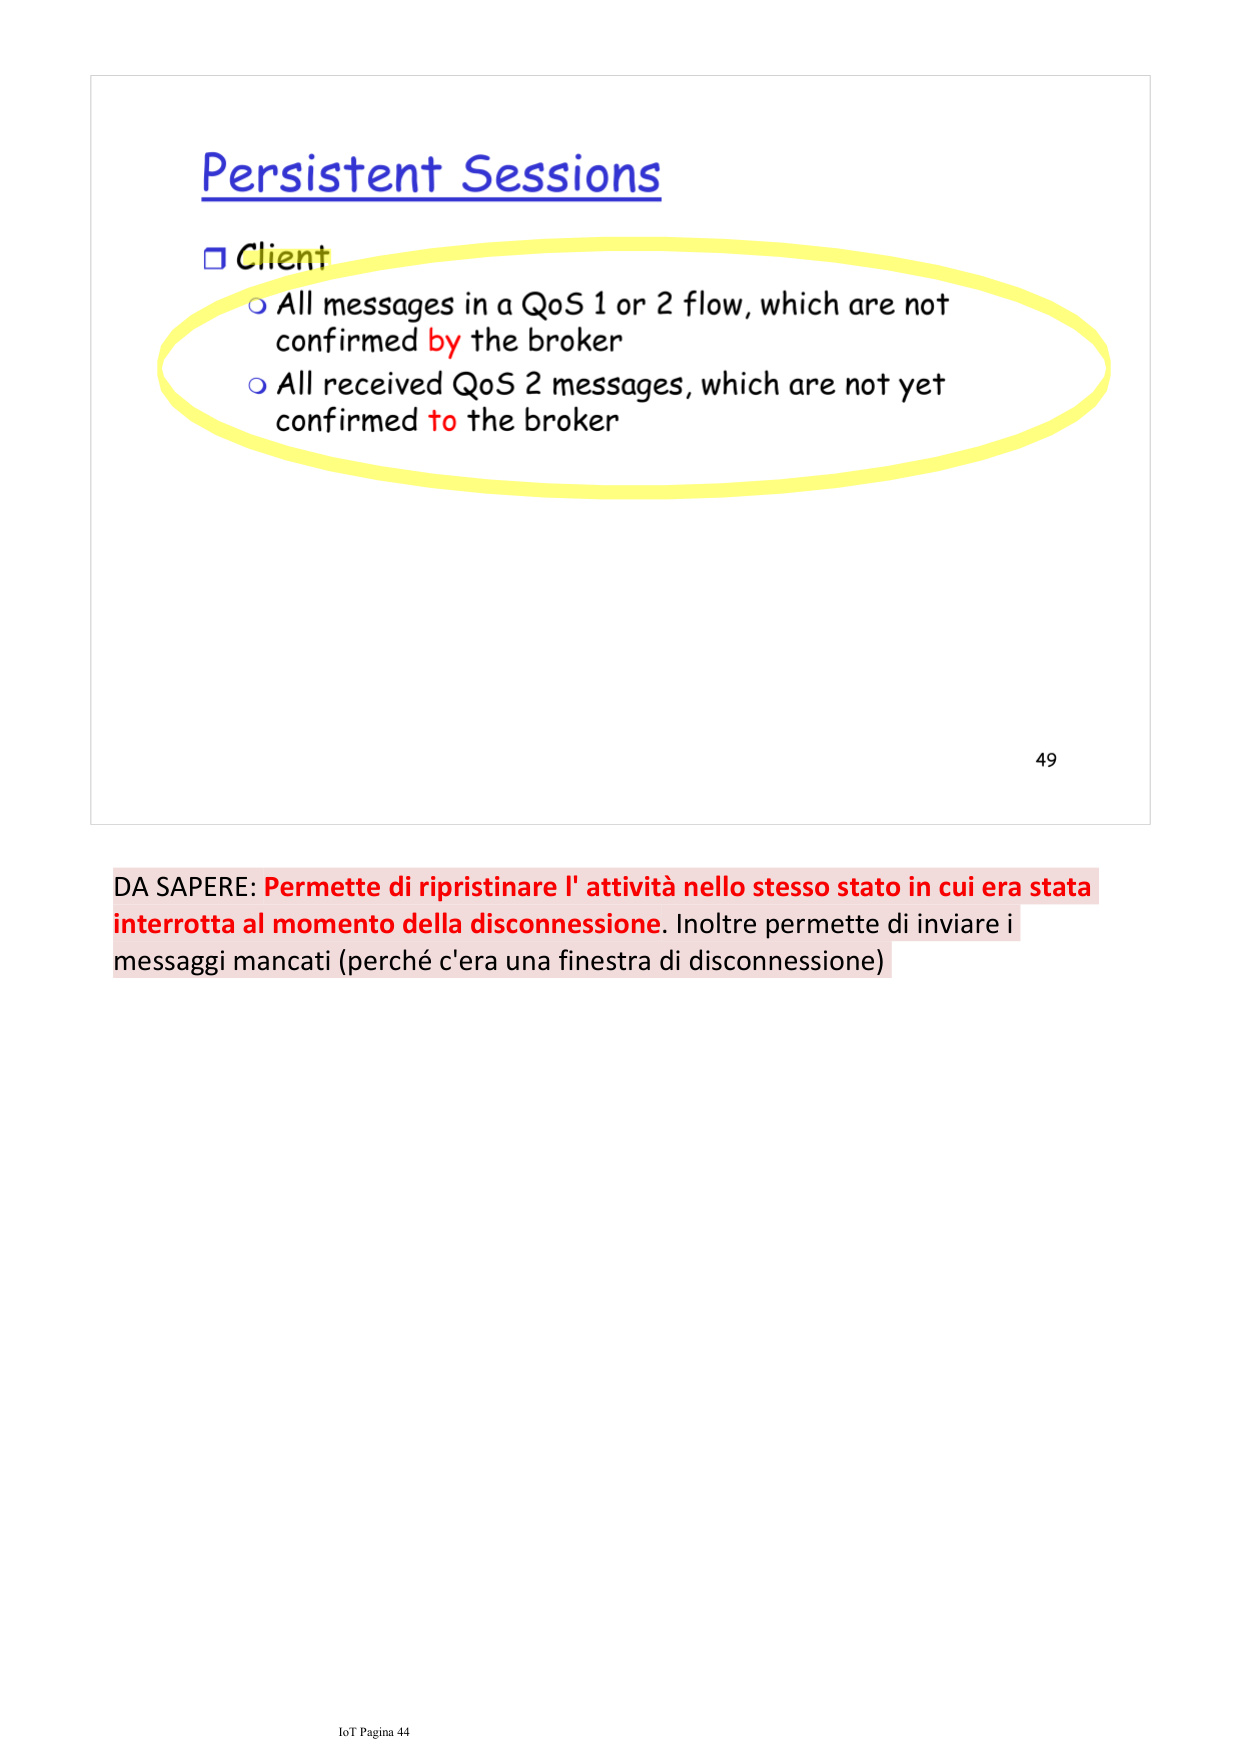 Persistent Sessions
Client
All messages in a QoS 1 or 2 flow, which are not
confirmed by the broker
All received QoS 2 messages, which are not yet
confirmed to the broker
49
DA SAPERE: Permette di ripristinare l' attività nello stesso stato in cui era stata
interrotta al momento della disconnessione. Inoltre permette di inviare i
messaggi mancati (perché c'era una finestra di disconnessione)
IoT Pagina 44